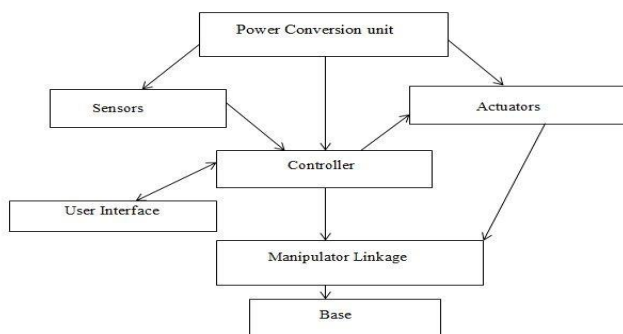 Power Conversion unit
Sensors
Actuators
Controller
User Interface
Manipulator Linkage
Base